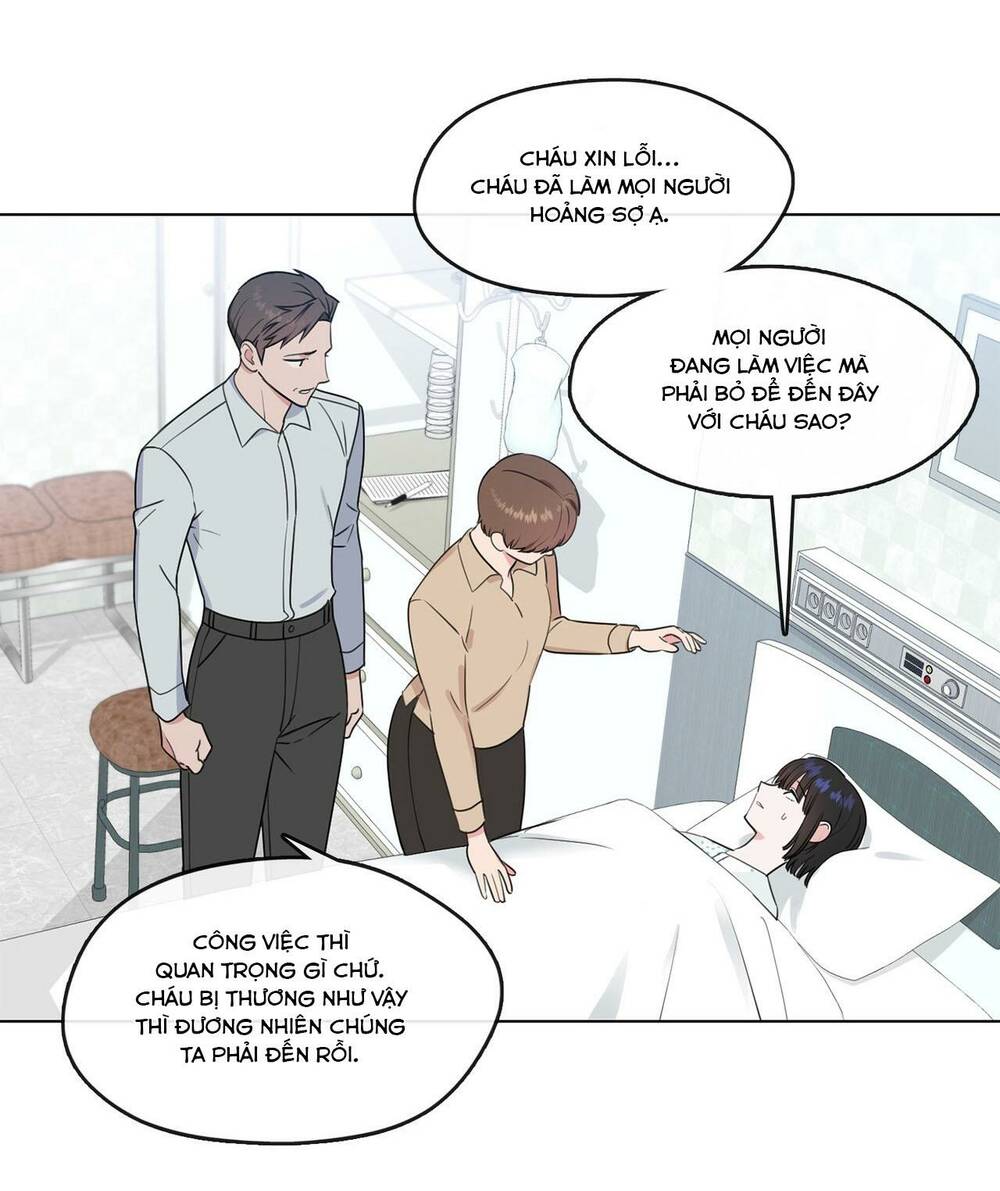 CHÁU XIN LỖI...
CHÁU ĐÃ LÀM MỌI NGƯỜI
HOẢNG SỢ Ạ.
MỌI NGƯỜI
ĐANG LÀM VIỆC MÀ
PHẢI BỎ ĐỂ ĐẾN ĐÂY
VỚI CHÁU SAO?
CÔNG VIỆC THÌ
QUAN TRỌNG GÌ CHỨ.
CHÁU BỊ THƯƠNG NHƯ VẬY
THÌ ĐƯƠNG NHIÊN CHÚNG
TA PHẢI ĐẾN RỒI.